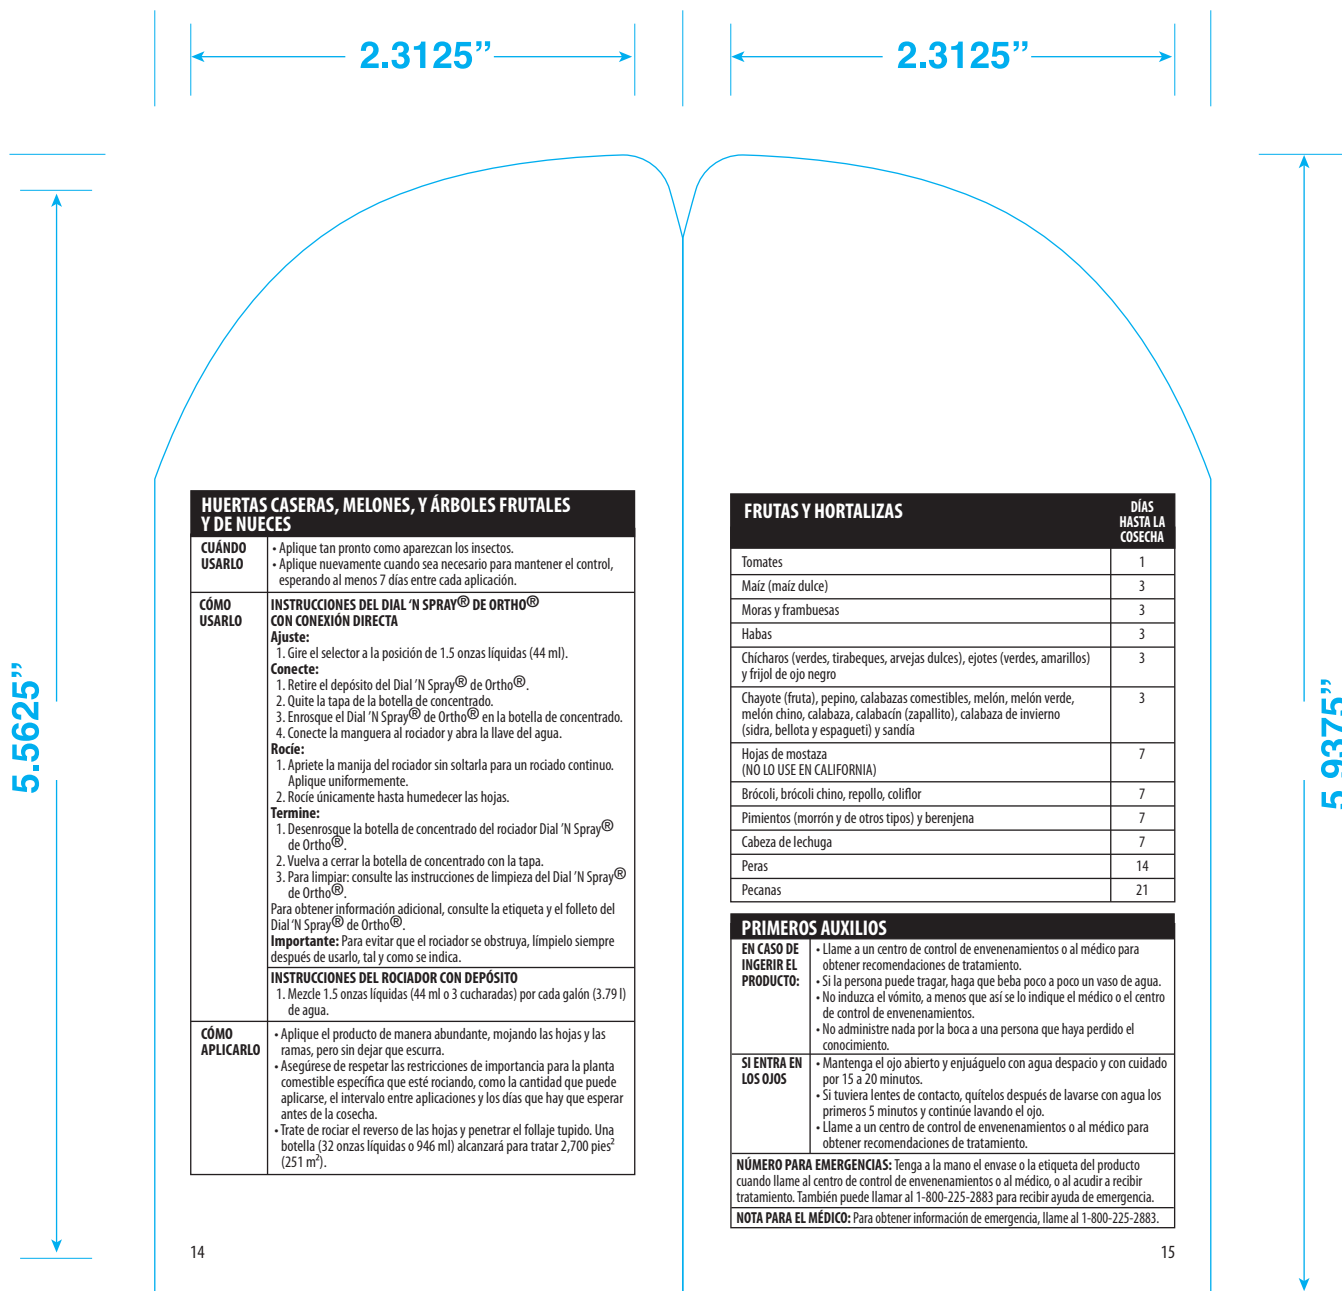 2.3125”
2.3125”
5.5625”
5.9375”
HUERTAS CASERAS, MELONES, Y ÁRBOLES FRUTALES
Y DE NUECES
CUÁNDO
USARLO
• Aplique tan pronto como aparezcan los insectos.
• Aplique nuevamente cuando sea necesario para mantener el control,
esperando al menos 7 días entre cada aplicación.
CÓMO
USARLO
INSTRUCCIONES DEL DIAL ‘N SPRAY® DE ORTHO®
CON CONEXIÓN DIRECTA
Ajuste:
1. Gire el selector a la posición de 1.5 onzas líquidas (44 ml).
Conecte:
1. Retire el depósito del Dial ’N Spray® de Ortho®.
2. Quite la tapa de la botella de concentrado.
3. Enrosque el Dial ’N Spray® de Ortho® en la botella de concentrado.
4. Conecte la manguera al rociador y abra la llave del agua.
Rocíe:
1. Apriete la manija del rociador sin soltarla para un rociado continuo.
Aplique uniformemente.
2. Rocíe únicamente hasta humedecer las hojas.
Termine:
1. Desenrosque la botella de concentrado del rociador Dial ’N Spray®
de Ortho®.
2. Vuelva a cerrar la botella de concentrado con la tapa.
3. Para limpiar: consulte las instrucciones de limpieza del Dial ’N Spray®
de Ortho®.
Para obtener información adicional, consulte la etiqueta y el folleto del
Dial ‘N Spray® de Ortho®.
Importante: Para evitar que el rociador se obstruya, límpielo siempre
después de usarlo, tal y como se indica.
INSTRUCCIONES DEL ROCIADOR CON DEPÓSITO
1. Mezcle 1.5 onzas líquidas (44 ml o 3 cucharadas) por cada galón (3.79 l)
de agua.
CÓMO
APLICARLO
• Aplique el producto de manera abundante, mojando las hojas y las
ramas, pero sin dejar que escurra.
• Asegúrese de respetar las restricciones de importancia para la planta
comestible específica que esté rociando, como la cantidad que puede
aplicarse, el intervalo entre aplicaciones y los días que hay que esperar
antes de la cosecha.
• Trate de rociar el reverso de las hojas y penetrar el follaje tupido. Una
botella (32 onzas líquidas o 946 ml) alcanzará para tratar 2,700 pies²
(251 m²).
14
FRUTAS Y HORTALIZAS
DÍAS
HASTA LA
COSECHA
Tomates 1
Maíz (maíz dulce) 3
Moras y frambuesas 3
Habas 3
Chícharos (verdes, tirabeques, arvejas dulces), ejotes (verdes, amarillos) 3
y frijol de ojo negro
Chayote (fruta), pepino, calabazas comestibles, melón, melón verde, 3
melón chino, calabaza, calabacín (zapallito), calabaza de invierno
(sidra, bellota y espagueti) y sandía
Hojas de mostaza 7
(NO LO USE EN CALIFORNIA)
Brócoli, brócoli chino, repollo, coliflor 7
Pimientos (morrón y de otros tipos) y berenjena 7
Cabeza de lechuga 7
Peras 14
Pecanas 21
PRIMEROS AUXILIOS
EN CASO DE
INGERIR EL
PRODUCTO:
• Llame a un centro de control de envenenamientos o al médico para
obtener recomendaciones de tratamiento.
• Si la persona puede tragar, haga que beba poco a poco un vaso de agua.
• No induzca el vómito, a menos que así se lo indique el médico o el centro
de control de envenenamientos.
• No administre nada por la boca a una persona que haya perdido el
conocimiento.
SI ENTRA EN
LOS OJOS
• Mantenga el ojo abierto y enjuáguelo con agua despacio y con cuidado
por 15 a 20 minutos.
• Si tuviera lentes de contacto, quítelos después de lavarse con agua los
primeros 5 minutos y continúe lavando el ojo.
• Llame a un centro de control de envenenamientos o al médico para
obtener recomendaciones de tratamiento.
NÚMERO PARA EMERGENCIAS: Tenga a la mano el envase o la etiqueta del producto
cuando llame al centro de control de envenenamientos o al médico, o al acudir a recibir
tratamiento. También puede llamar al 1-800-225-2883 para recibir ayuda de emergencia.
NOTA PARA EL MÉDICO: Para obtener información de emergencia, llame al 1-800-225-2883.
15